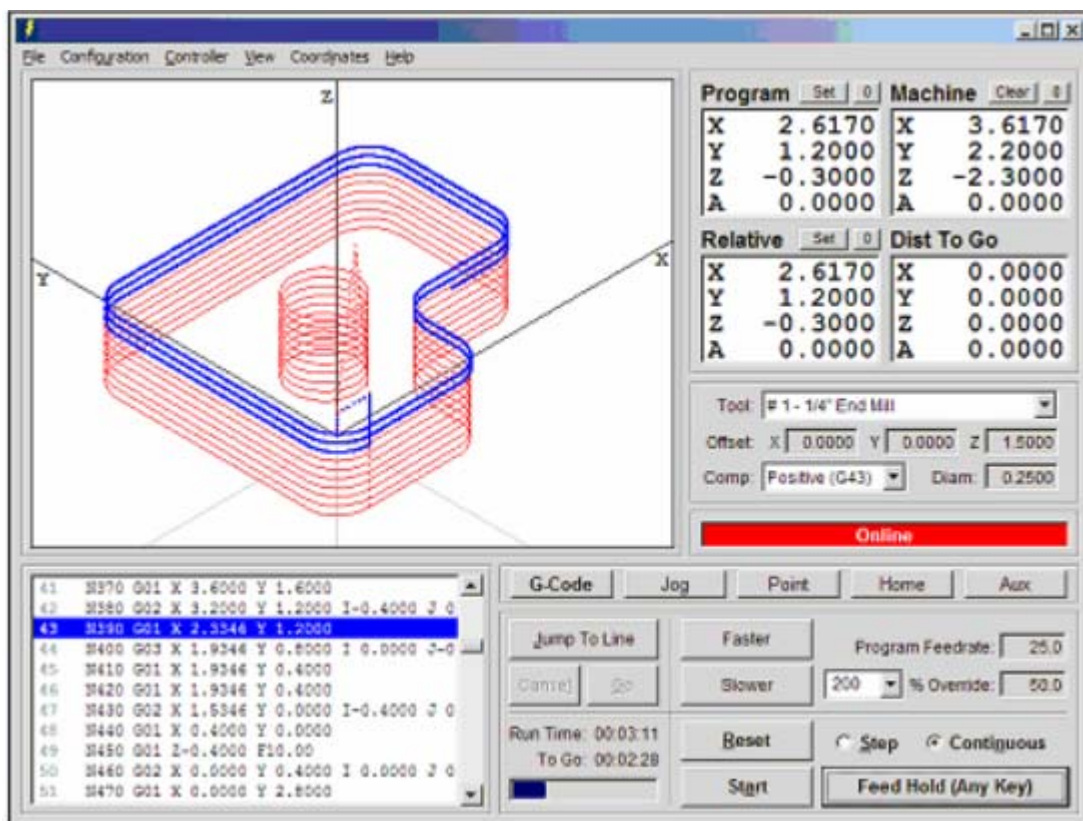 File Configuration Controller View Coordinates Help
Z
Y
X
Program Set 0 Machine Clear 0
X 2.6170 X 3.6170
Y 1.2000 Y 2.2000
Z -0.3000 Z -2.3000
A 0.0000 A 0.0000
Relative Set 0 Dist To Go
X 2.6170 X 0.0000
Y 1.2000 Y 0.0000
Z -0.3000 Z 0.0000
A 0.0000 A 0.0000
Tool: # 1 - 1/4" End Mill
Offset: X 0.0000 Y 0.0000 Z 1.5000
Comp: Positive (G43) Diam: 0.2500
Online
41 N370 G01 X 3.6000 Y 1.6000
42 N380 G02 X 3.2000 Y 1.2000 I-0.4000 J 0
43 N390 G01 X 2.3346 Y 1.2000
44 N400 G03 X 1.9346 Y 0.8000 I 0.0000 J-0
45 N410 G01 X 1.9346 Y 0.4000
46 N420 G01 X 1.9346 Y 0.4000
47 N430 G02 X 1.5346 Y 0.0000 I-0.4000 J 0
48 N440 G01 X 0.4000 Y 0.0000
49 N450 G01 Z-0.4000 F10.00
50 N460 G02 X 0.0000 Y 0.4000 I 0.0000 J 0
51 N470 G01 X 0.0000 Y 2.8000
G-Code Jog Point Home Aux
Jump To Line
Cancel Go
Run Time: 00:03:11
To Go: 00:02:28
Faster
Slower
Program Feedrate: 25.0
200 % Override: 50.0
Reset
Start
Step Continuous
Feed Hold (Any Key)